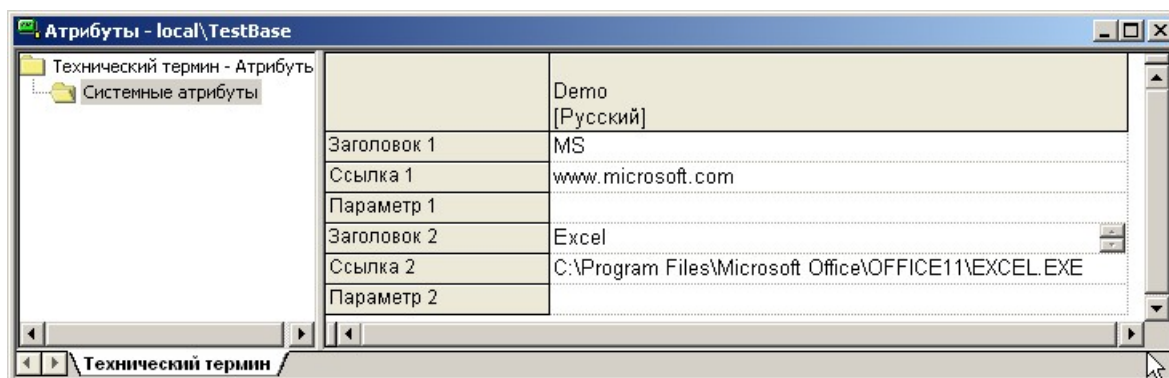 Атрибуты - local\TestBase
Технический термин - Атрибуть
Системные атрибуты
Demo
[Русский]
Заголовок 1 MS
Ссылка 1 www.microsoft.com
Параметр 1
Заголовок 2 Excel
Ссылка 2 C:\Program Files\Microsoft Office\OFFICE11\EXCEL.EXE
Параметр 2
Технический термин